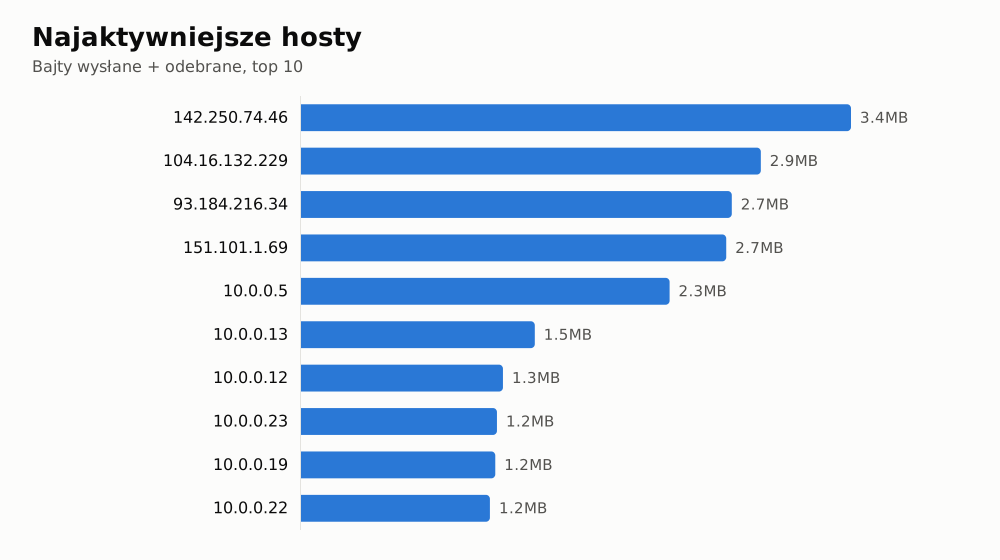 Najaktywniejsze hosty
Bajty wysłane + odebrane, top 10
142.250.74.46 3.4MB
104.16.132.229 2.9MB
93.184.216.34 2.7MB
151.101.1.69 2.7MB
10.0.0.5 2.3MB
10.0.0.13 1.5MB
10.0.0.12 1.3MB
10.0.0.23 1.2MB
10.0.0.19 1.2MB
10.0.0.22 1.2MB